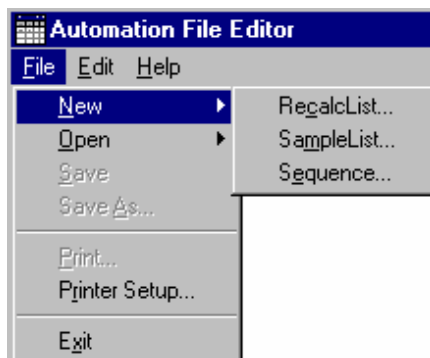 Automation File Editor
File Edit Help
New
RecalcList...
Open
SampleList...
Save
Sequence...
Save As...
Print...
Printer Setup...
Exit